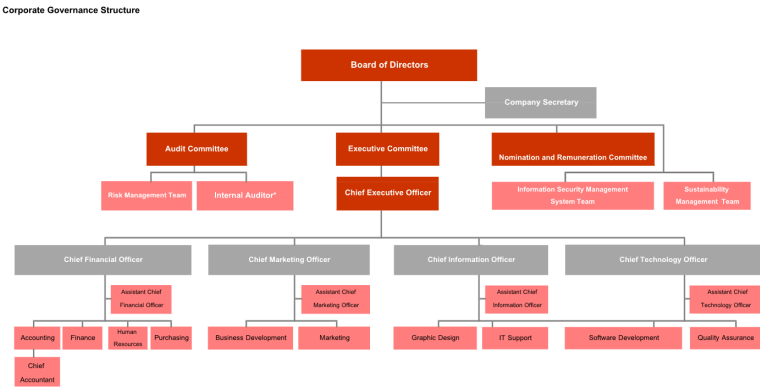 Corporate Governance Structure
Board of Directors
Company Secretary
Audit Committee
Executive Committee
Nomination and Remuneration Committee
Risk Management Team
Internal Auditor*
Chief Executive Officer
Information Security Management
System Team
Sustainability
Management Team
Chief Financial Officer
Chief Marketing Officer
Chief Information Officer
Chief Technology Officer
Assistant Chief
Financial Officer
Assistant Chief
Marketing Officer
Assistant Chief
Information Officer
Assistant Chief
Technology Officer
Accounting
Finance
Human
Resources
Purchasing
Business Development
Marketing
Graphic Design
IT Support
Software Development
Quality Assurance
Chief
Accountant